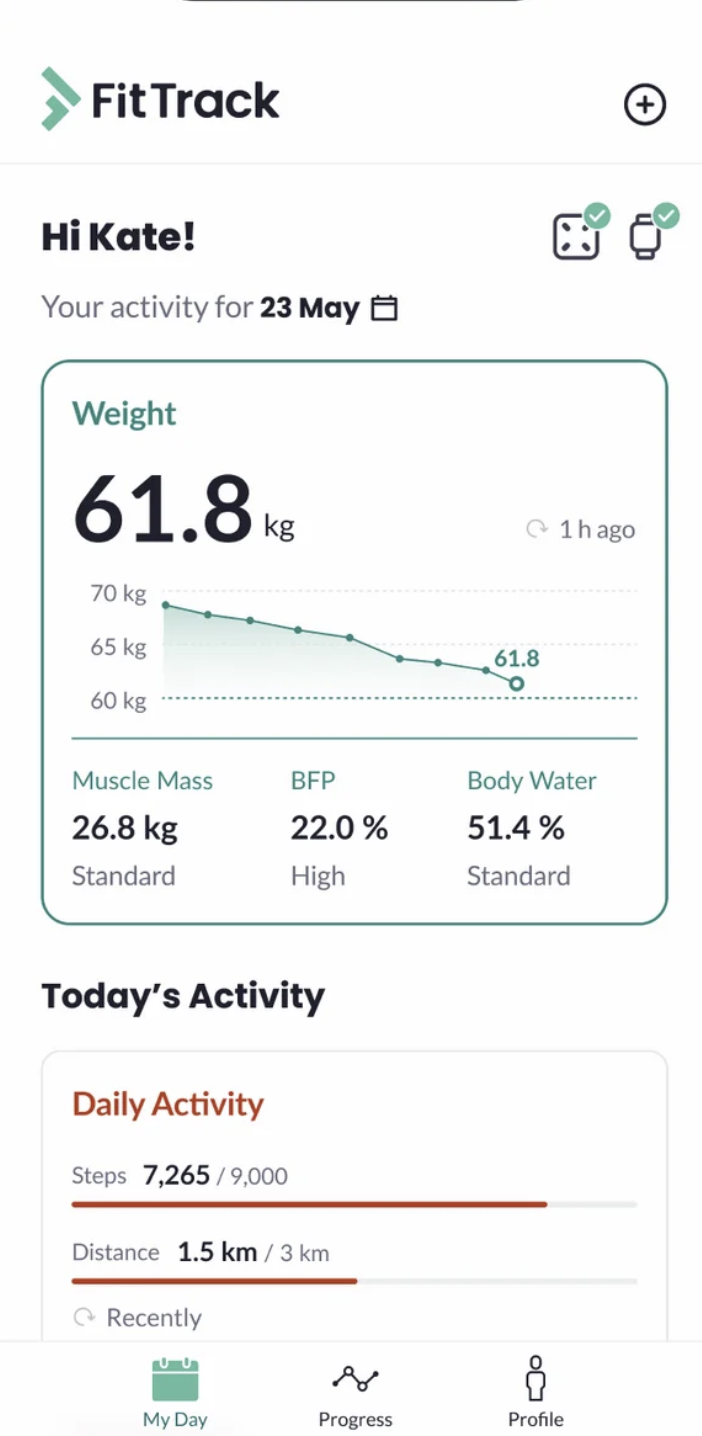 FitTrack
Hi Kate!
Your activity for 23 May
Weight
61.8 kg
1 h ago
70 kg
65 kg
61.8
60 kg
Muscle Mass BFP Body Water
26.8 kg 22.0 % 51.4 %
Standard High Standard
Today’s Activity
Daily Activity
Steps 7,265 / 9,000
Distance 1.5 km / 3 km
Recently
My Day Progress Profile